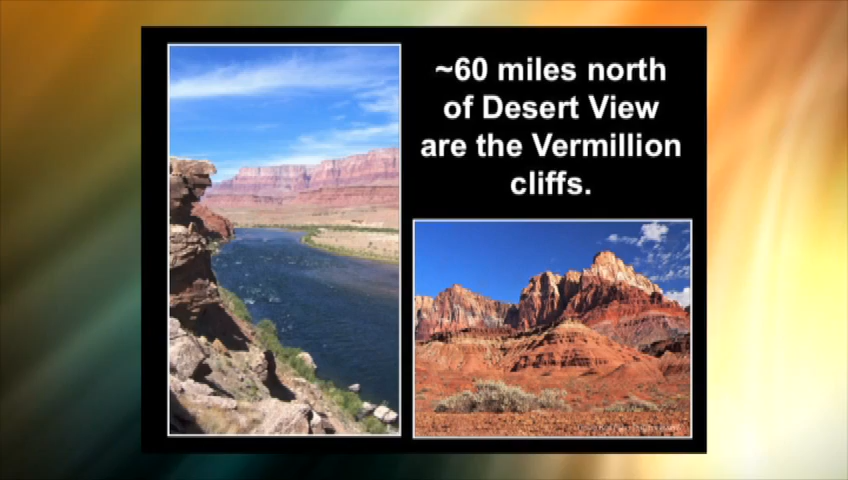 ~60 miles north
of Desert View
are the Vermillion
cliffs.